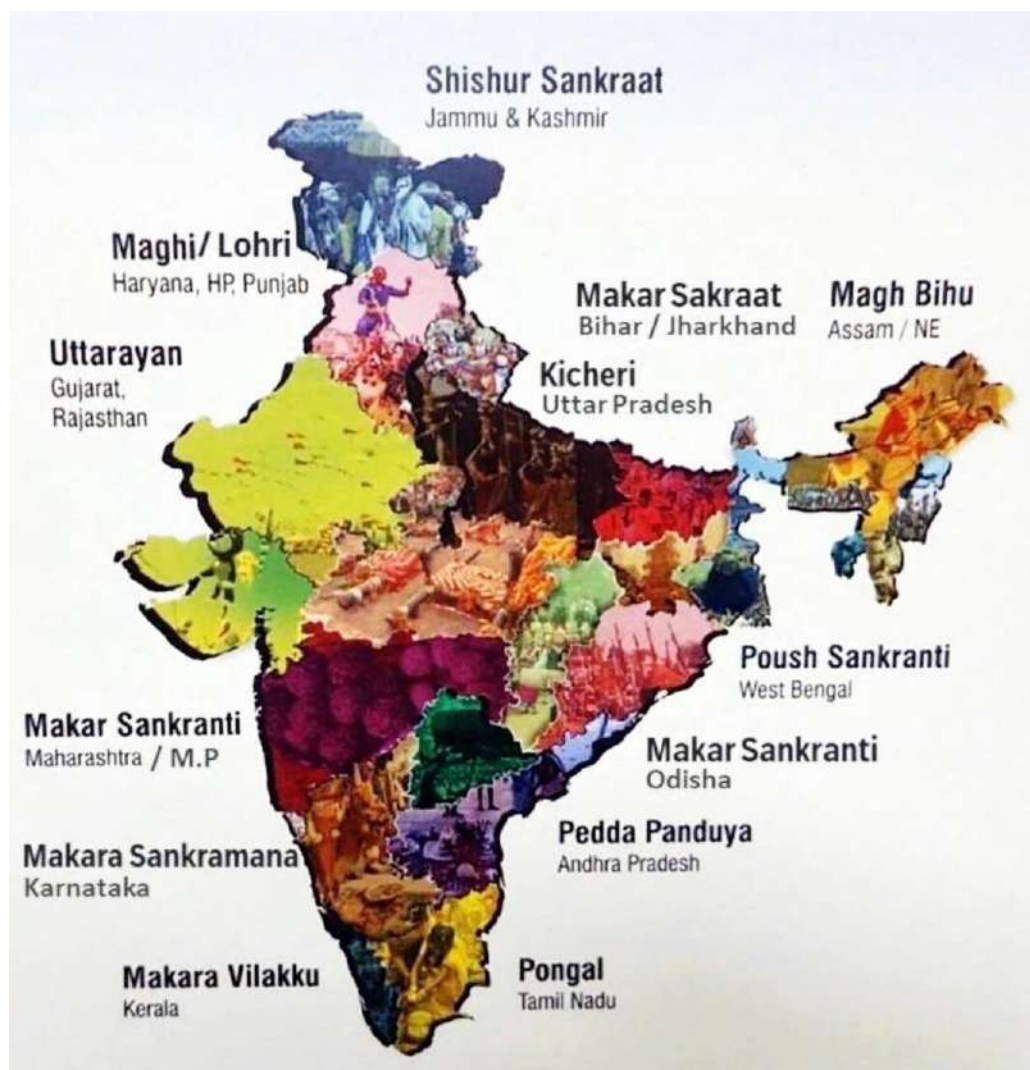 Shishur Sankraat
Jammu & Kashmir
Maghi/ Lohri
Haryana, HP, Punjab
Makar Sakraat
Bihar / Jharkhand
Magh Bihu
Assam / NE
Uttarayan
Gujarat,
Rajasthan
Kicheri
Uttar Pradesh
Poush Sankranti
West Bengal
Makar Sankranti
Maharashtra / M.P
Makar Sankranti
Odisha
Pedda Panduya
Andhra Pradesh
Makara Sankramana
Karnataka
Makara Vilakku
Kerala
Pongal
Tamil Nadu